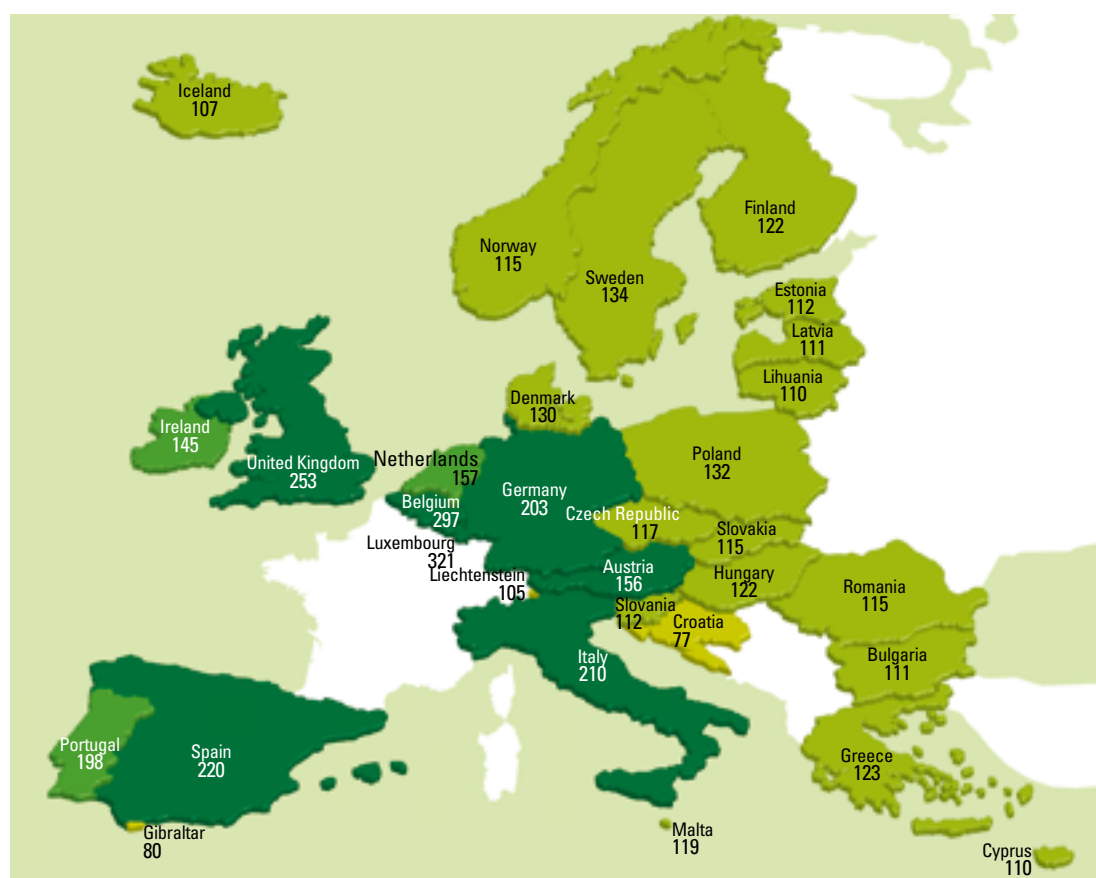 Iceland
107
Finland
122
Norway
115
Sweden
134
Estonia
112
Latvia
111
Lihuania
110
Denmark
130
Ireland
145
United Kingdom
253
Netherlands
157
Poland
132
Germany
203
Belgium
297
Czech Republic
117
Slovakia
115
Luxembourg
321
Liechtenstein
105
Austria
156
Hungary
122
Romania
115
Slovania
112
Croatia
77
Bulgaria
111
Italy
210
Portugal
198
Spain
220
Greece
123
Gibraltar
80
Malta
119
Cyprus
110